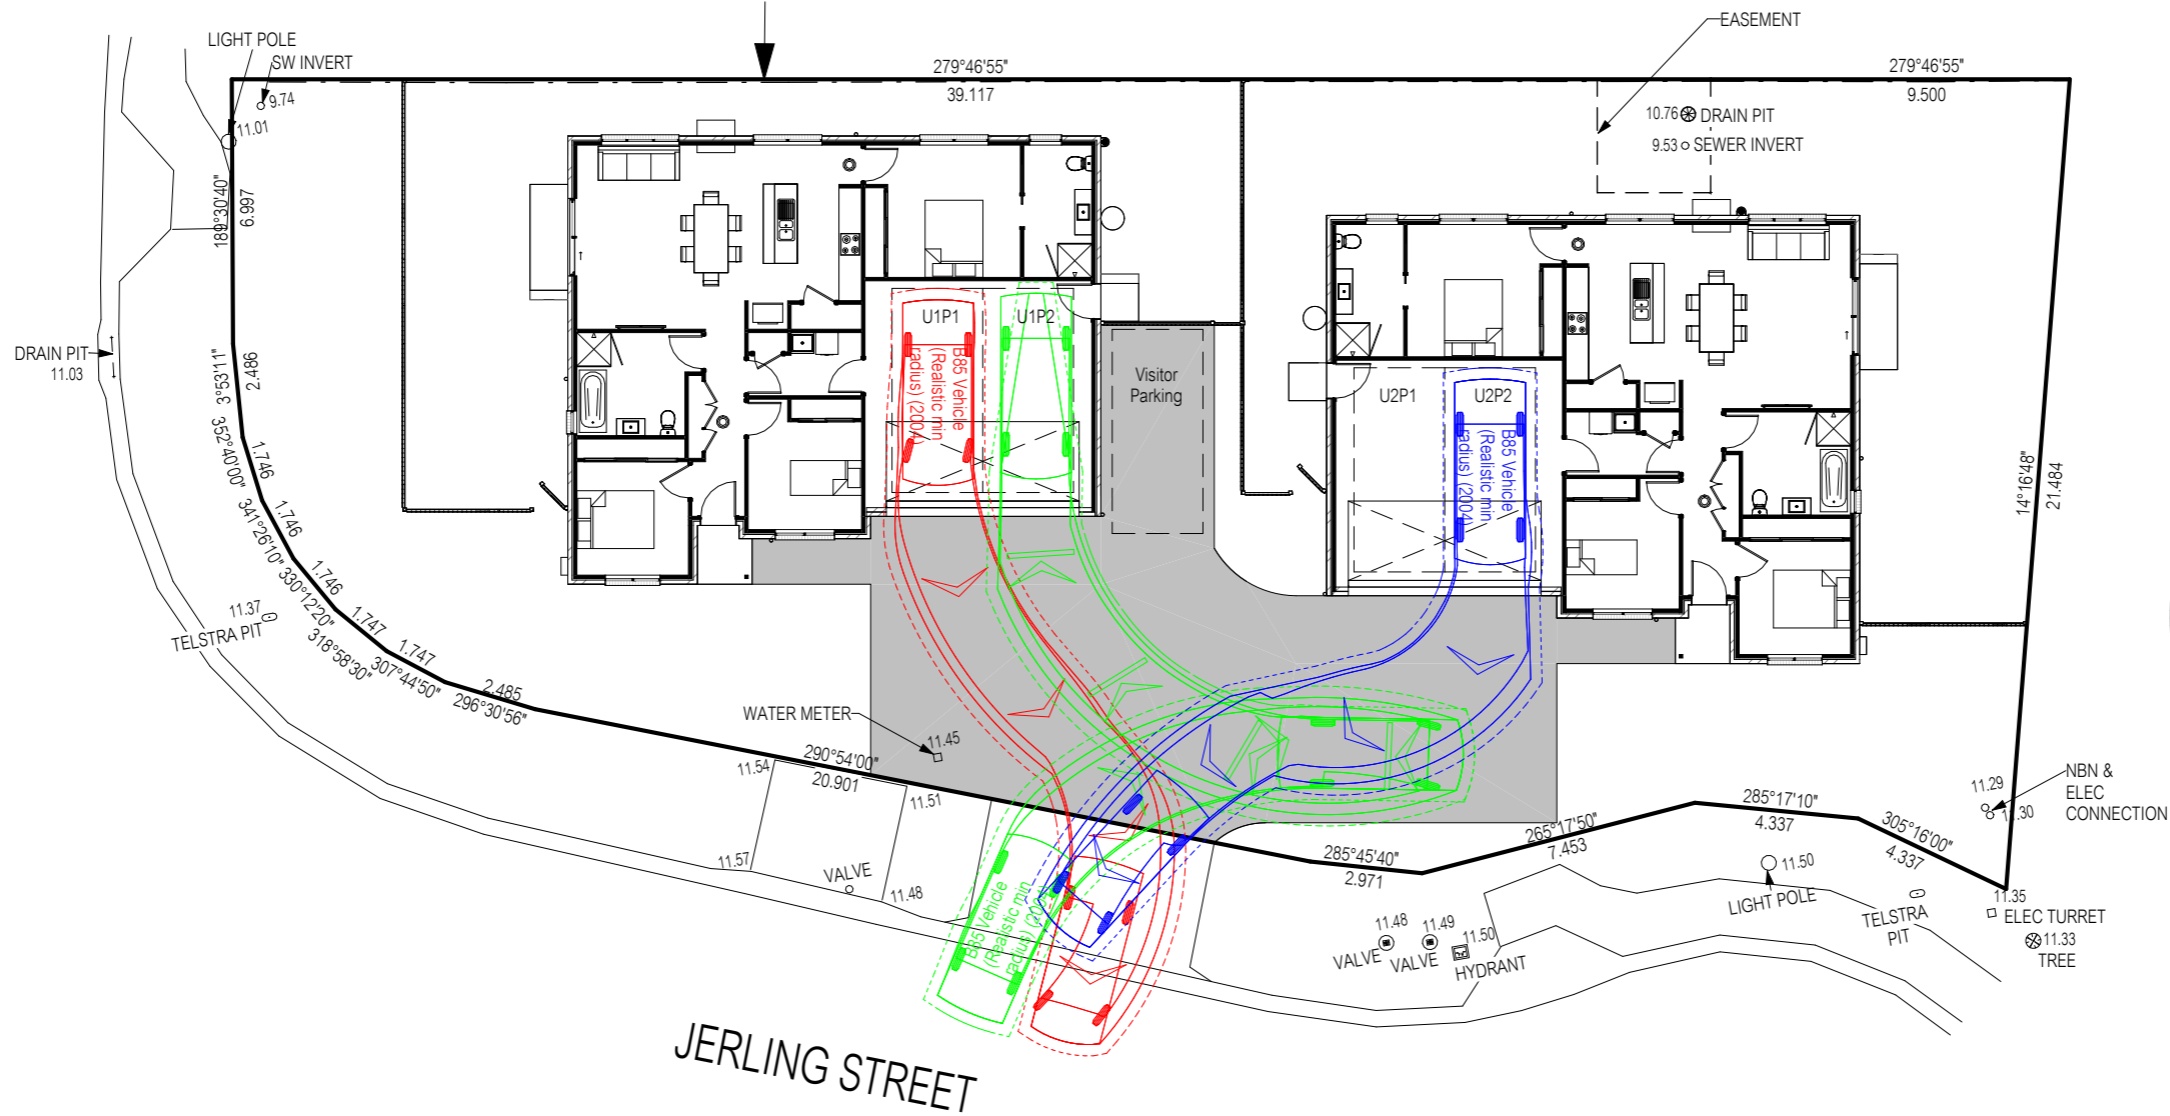 EASEMENT
LIGHT POLE
SW INVERT
9.74
11.01
279°46'55"
39.117
279°46'55"
9.500
10.76 DRAIN PIT
9.53 SEWER INVERT
189°30'40"
6.997
DRAIN PIT
11.03
3°53'11"
2.486
352°40'00"
1.746
341°26'10"
1.746
330°12'20"
1.746
318°58'30"
1.747
307°44'50"
1.747
296°30'56"
2.485
U1P1
U1P2
B85 Vehicle
(Realistic min
radius) (2004)
Visitor
Parking
U2P1
U2P2
B85 Vehicle
(Realistic min
radius) (2004)
14°16'48"
21.484
11.37
TELSTRA PIT
WATER METER
11.45
290°54'00"
20.901
11.54
11.51
11.57
11.48
VALVE
B85 Vehicle
(Realistic min
radius) (2004)
285°45'40"
2.971
265°17'50"
7.453
285°17'10"
4.337
305°16'00"
4.337
11.29
11.30
NBN &
ELEC
CONNECTION
11.50
LIGHT POLE
TELSTRA
PIT
11.35
ELEC TURRET
11.33
TREE
11.48
VALVE
11.49
VALVE
11.50
HYDRANT
JERLING STREET